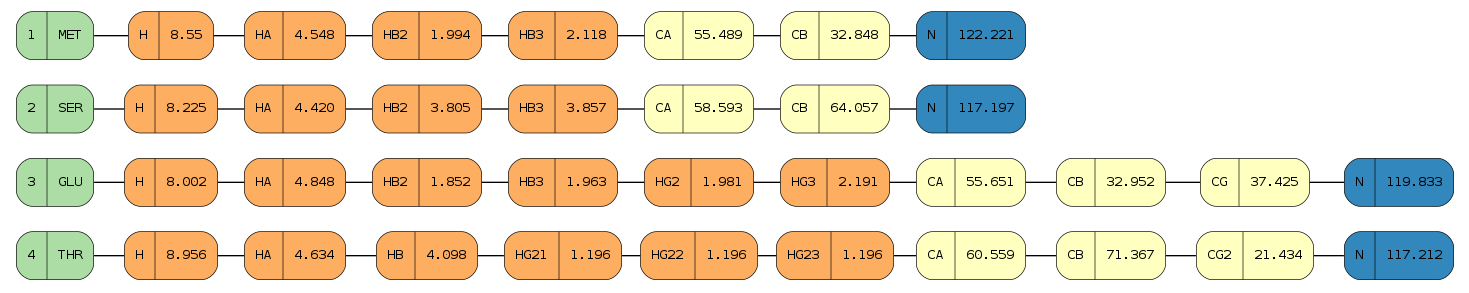 1 MET H 8.55 HA 4.548 HB2 1.994 HB3 2.118 CA 55.489 CB 32.848 N 122.221
2 SER H 8.225 HA 4.420 HB2 3.805 HB3 3.857 CA 58.593 CB 64.057 N 117.197
3 GLU H 8.002 HA 4.848 HB2 1.852 HB3 1.963 HG2 1.981 HG3 2.191 CA 55.651 CB 32.952 CG 37.425 N 119.833
4 THR H 8.956 HA 4.634 HB 4.098 HG21 1.196 HG22 1.196 HG23 1.196 CA 60.559 CB 71.367 CG2 21.434 N 117.212